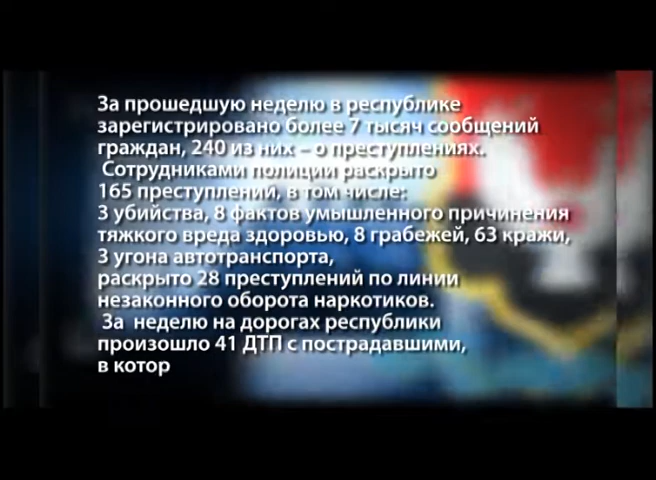 За прошедшую неделю в республике
зарегистрировано более 7 тысяч сообщений
граждан, 240 из них – о преступлениях.
Сотрудниками полиции раскрыто
165 преступлений, в том числе:
3 убийства, 8 фактов умышленного причинения
тяжкого вреда здоровью, 8 грабежей, 63 кражи,
3 угона автотранспорта,
раскрыто 28 преступлений по линии
незаконного оборота наркотиков.
За неделю на дорогах республики
произошло 41 ДТП с пострадавшими,
в котор